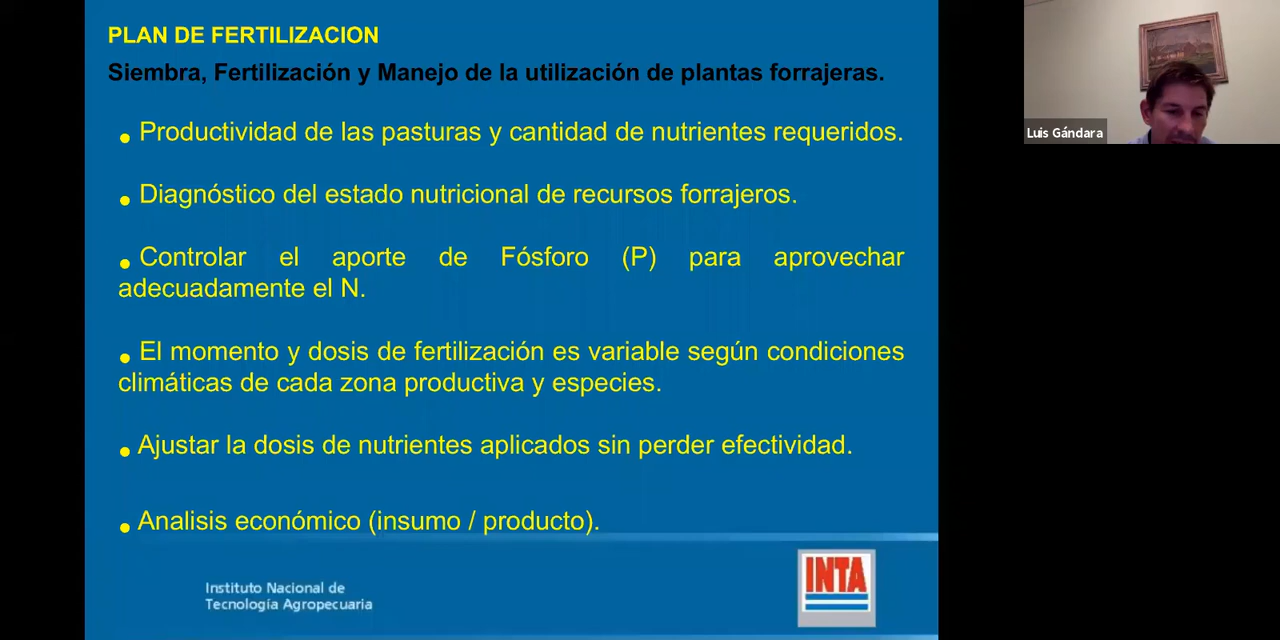 PLAN DE FERTILIZACION
Siembra, Fertilización y Manejo de la utilización de plantas forrajeras.
• Productividad de las pasturas y cantidad de nutrientes requeridos.
• Diagnóstico del estado nutricional de recursos forrajeros.
• Controlar el aporte de Fósforo (P) para aprovechar
adecuadamente el N.
• El momento y dosis de fertilización es variable según condiciones
climáticas de cada zona productiva y especies.
• Ajustar la dosis de nutrientes aplicados sin perder efectividad.
• Analisis económico (insumo / producto).
Instituto Nacional de
Tecnología Agropecuaria
INTA
Luis Gándara